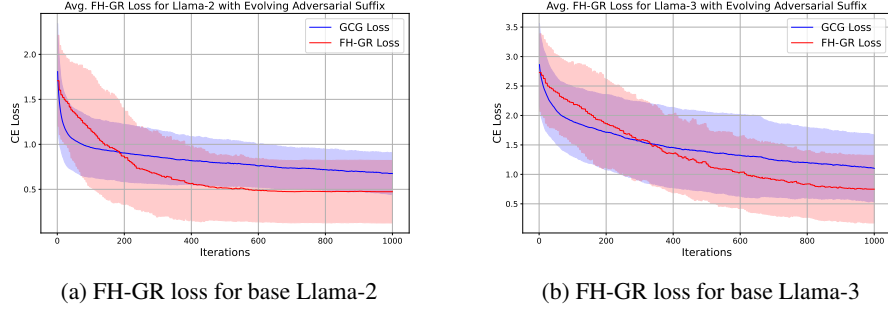 Avg. FH-GR Loss for Llama-2 with Evolving Adversarial Suffix
GCG Loss
FH-GR Loss
CE Loss
2.0
1.5
1.0
0.5
0
200
400
600
800
1000
Iterations
(a) FH-GR loss for base Llama-2
Avg. FH-GR Loss for Llama-3 with Evolving Adversarial Suffix
GCG Loss
FH-GR Loss
CE Loss
3.5
3.0
2.5
2.0
1.5
1.0
0.5
0
200
400
600
800
1000
Iterations
(b) FH-GR loss for base Llama-3